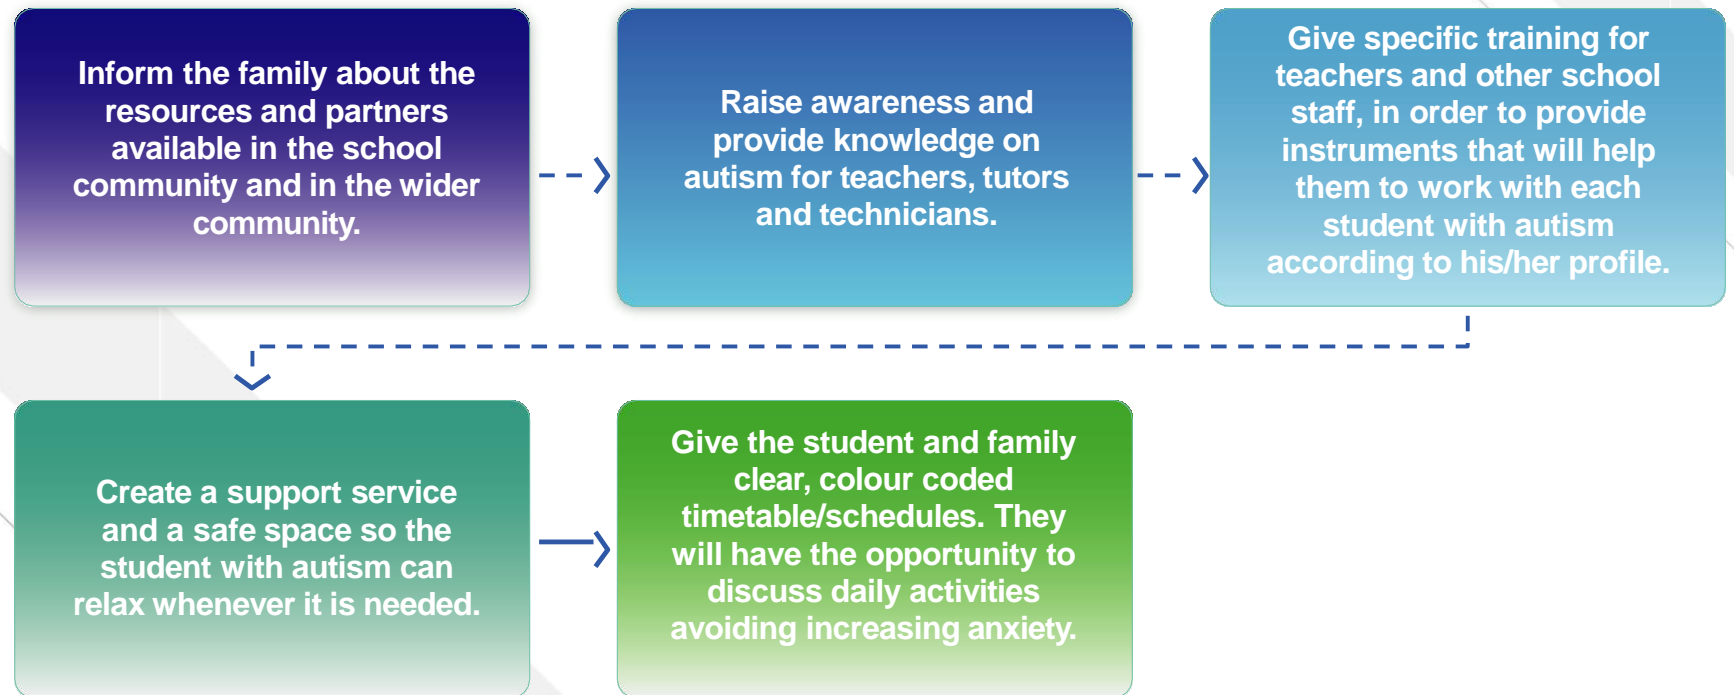 Inform the family about the
resources and partners
available in the school
community and in the wider
community.
Raise awareness and
provide knowledge on
autism for teachers, tutors
and technicians.
Give specific training for
teachers and other school
staff, in order to provide
instruments that will help
them to work with each
student with autism
according to his/her profile.
Create a support service
and a safe space so the
student with autism can
relax whenever it is needed.
Give the student and family
clear, colour coded
timetable/schedules. They
will have the opportunity to
discuss daily activities
avoiding increasing anxiety.